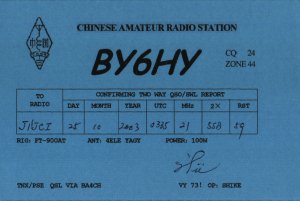 CHINESE AMATEUR RADIO STATION
BY6HY
CQ 24
ZONE 44
CONFIRMING TWO WAY QSO/SWL REPORT
TO RADIO DAY MONTH YEAR UTC MHz 2X RST
25 10 2003 0325 21 SSB 59
RIG: FT-900AT ANT: 4ELE YAGY POWER: 100W
TNX/PSE QSL VIA BA4CH VY 73! OP: SHIKE